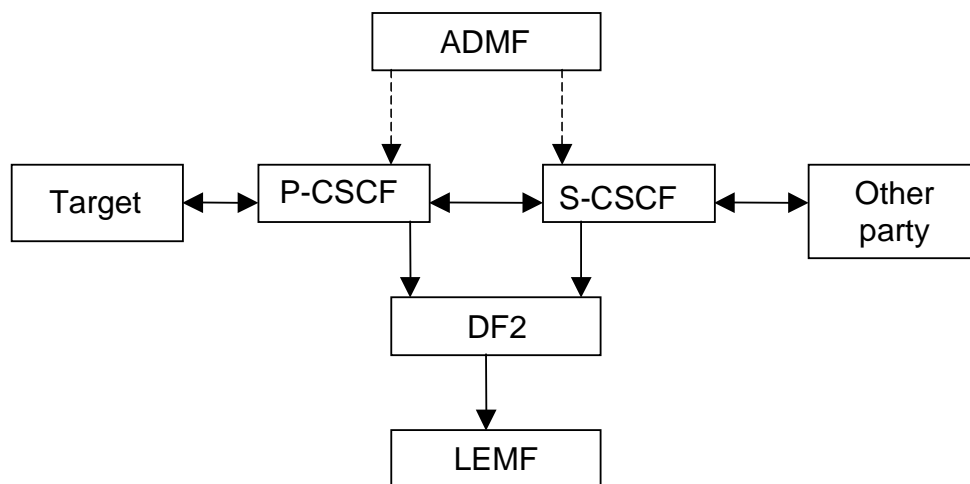 ADMF
Target
P-CSCF
S-CSCF
Other
party
DF2
LEMF